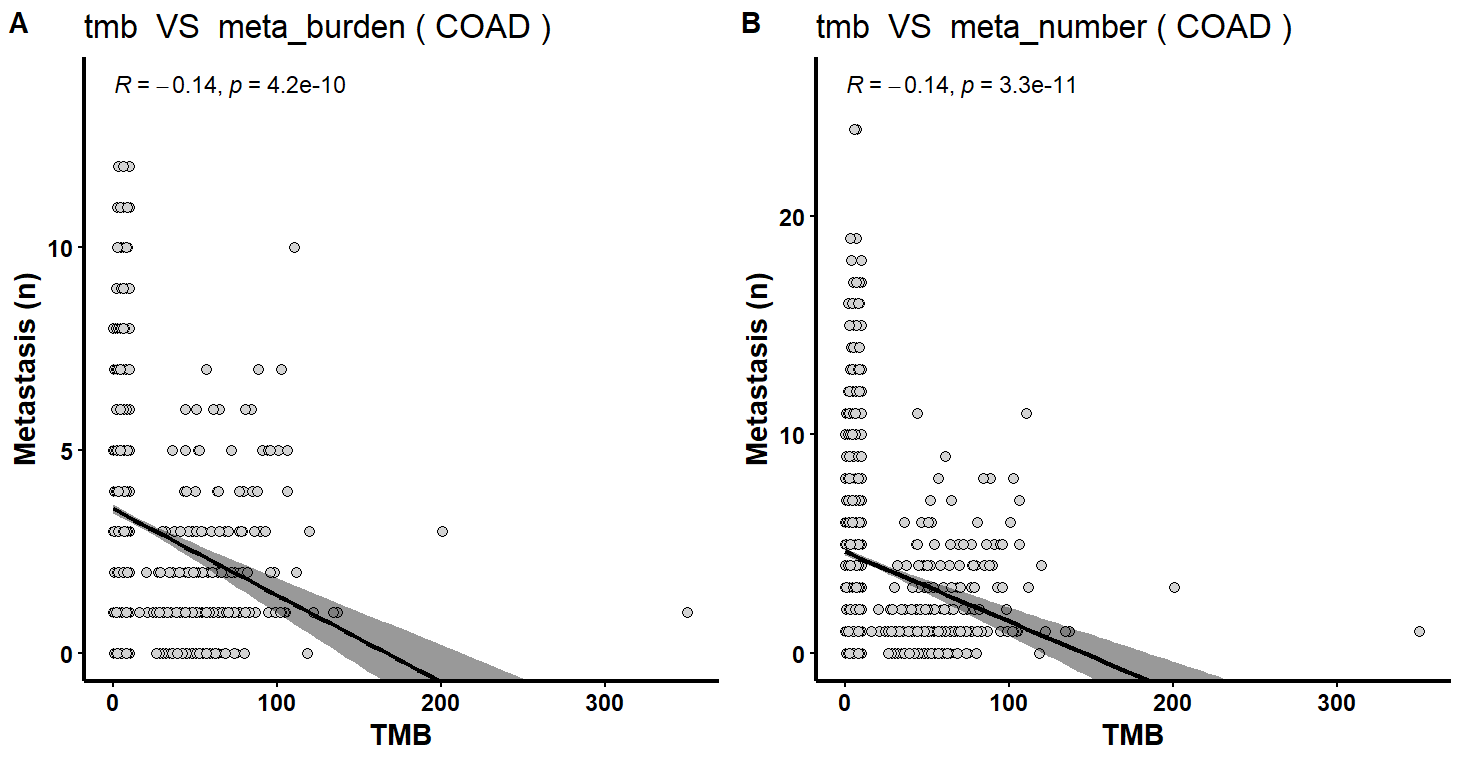 A
tmb VS meta_burden ( COAD )
R = −0.14, p = 4.2e-10
Metastasis (n)
10
5
0
0 100 200 300
TMB
B
tmb VS meta_number ( COAD )
R = −0.14, p = 3.3e-11
Metastasis (n)
20
10
0
0 100 200 300
TMB